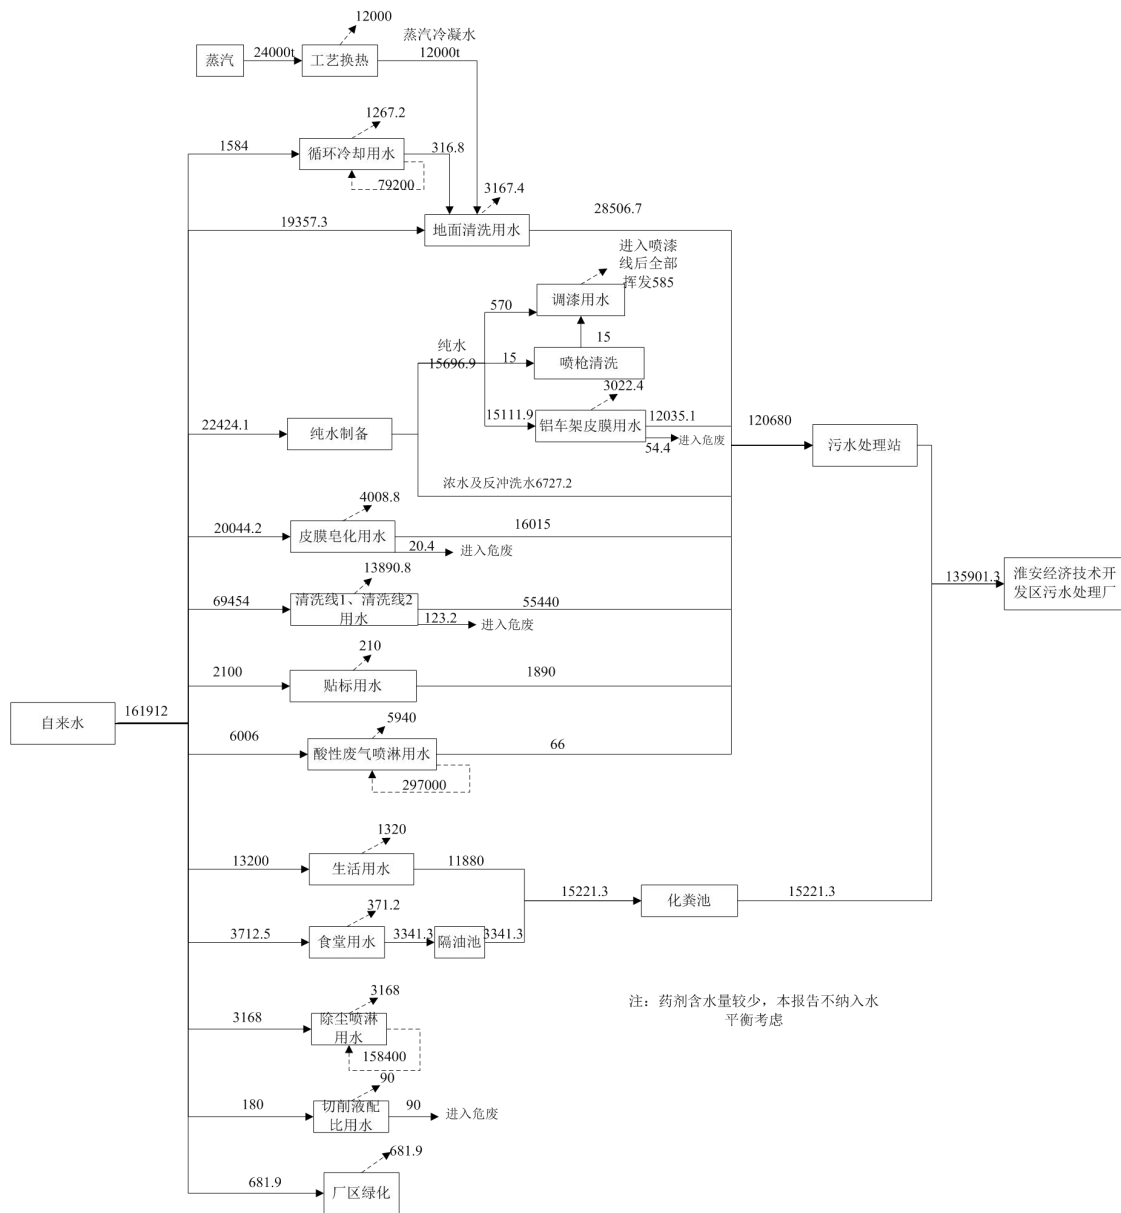 12000
蒸汽冷凝水
蒸汽
24000t
工艺换热
12000t
1267.2
1584
循环冷却用水
316.8
79200
3167.4
19357.3
地面清洗用水
28506.7
进入喷漆
线后全部
挥发585
570
调漆用水
纯水
15696.9
15
15
喷枪清洗
3022.4
22424.1
纯水制备
15111.9
铝车架皮膜用水
12035.1
54.4
进入危废
120680
污水处理站
浓水及反冲洗水6727.2
4008.8
20044.2
皮膜皂化用水
16015
20.4
进入危废
13890.8
69454
清洗线1、清洗线2
用水
55440
123.2
进入危废
135901.3
淮安经济技术开
发区污水处理厂
210
2100
贴标用水
1890
自来水
161912
5940
6006
酸性废气喷淋用水
66
297000
1320
13200
生活用水
11880
15221.3
化粪池
15221.3
371.2
3712.5
食堂用水
3341.3
隔油池
3341.3
3168
3168
除尘喷淋
用水
158400
注：药剂含水量较少，本报告不纳入水
平衡考虑
90
180
切削液配
比用水
90
进入危废
681.9
681.9
厂区绿化